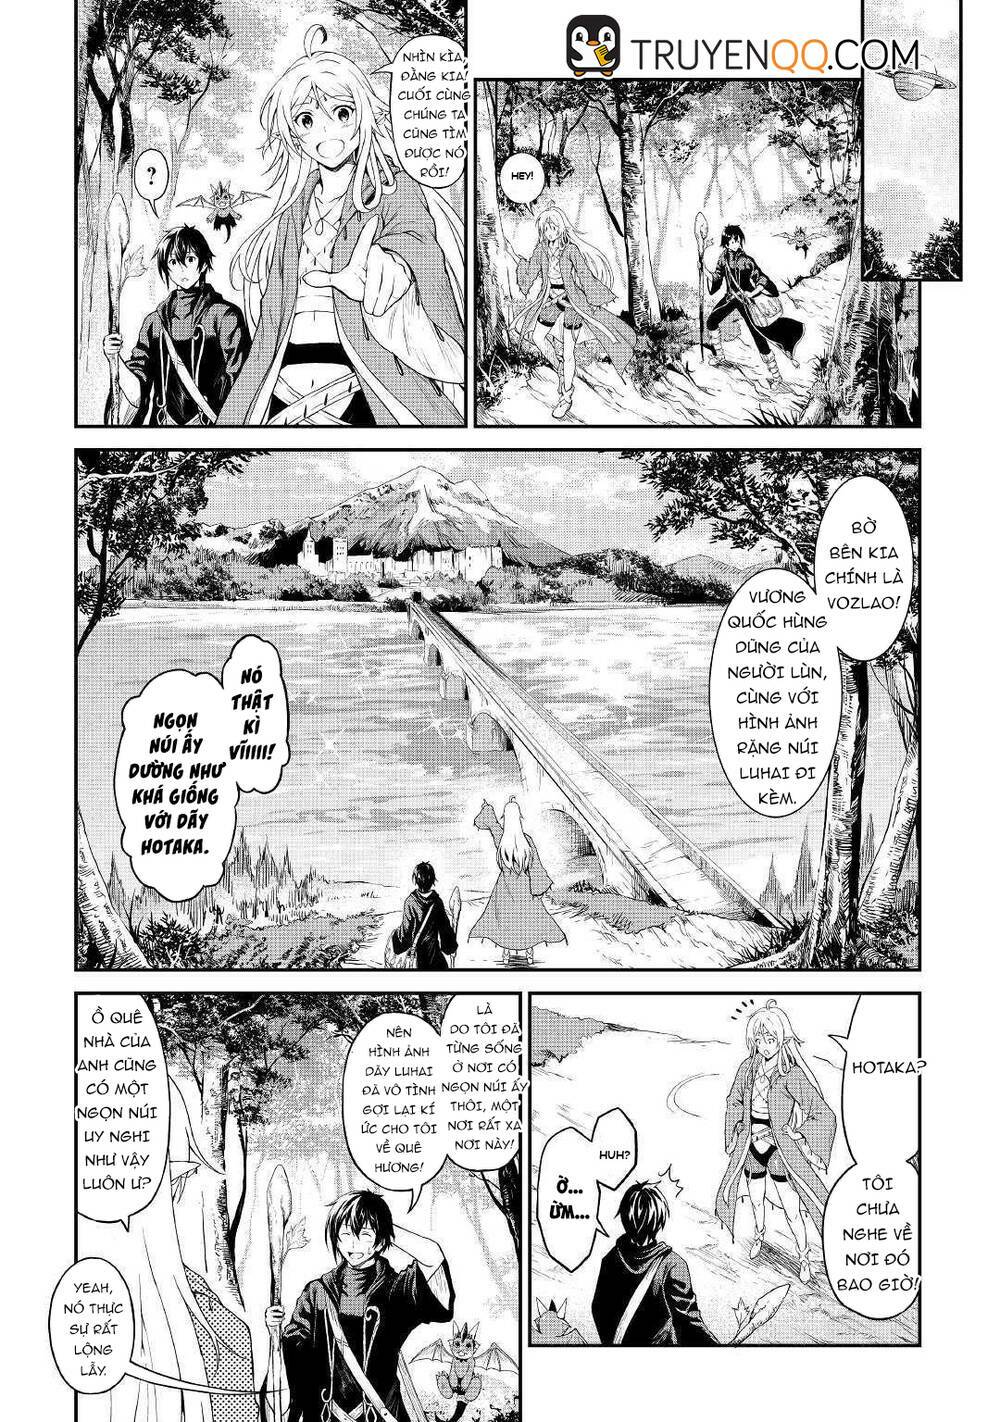 TRUYENQQ.COM
HEY!
NHÌN KÌA,
ĐẰNG KIA!
CUỐI CÙNG
CHÚNG TA
CŨNG TÌM
ĐƯỢC NÓ
RỒI!
?
BỜ
BÊN KIA
CHÍNH LÀ
VOZLAO!
VƯƠNG
QUỐC HÙNG
DŨNG CỦA
NGƯỜI LÙN,
CÙNG VỚI
HÌNH ẢNH
RẶNG NÚI
LUHAI ĐI
KÈM.
NÓ
THẬT
KÌ
VĨIIII!
NGỌN
NÚI ẤY
DƯỜNG NHƯ
KHÁ GIỐNG
VỚI DÃY
HOTAKA.
HOTAKA?
TÔI
CHƯA
NGHE VỀ
NƠI ĐÓ
BAO GIỜ!
HUH?
Ờ...
ỪM...
LÀ
DO TÔI ĐÃ
TỪNG SỐNG
Ở NƠI CÓ
NGỌN NÚI ẤY
THÔI, MỘT
NƠI RẤT XA
NƠI NÀY!
NÊN
HÌNH ẢNH
DÃY LUHAI
ĐÃ VÔ TÌNH
GỢI LẠI KÍ
ỨC CHO TÔI
VỀ QUÊ
HƯƠNG!
Ồ QUÊ
NHÀ CỦA
ANH CŨNG
CÓ MỘT
NGỌN NÚI
UY NGHI
NHƯ VẬY
LUÔN Ư?
YEAH,
NÓ THỰC
SỰ RẤT
LỘNG
LẪY.